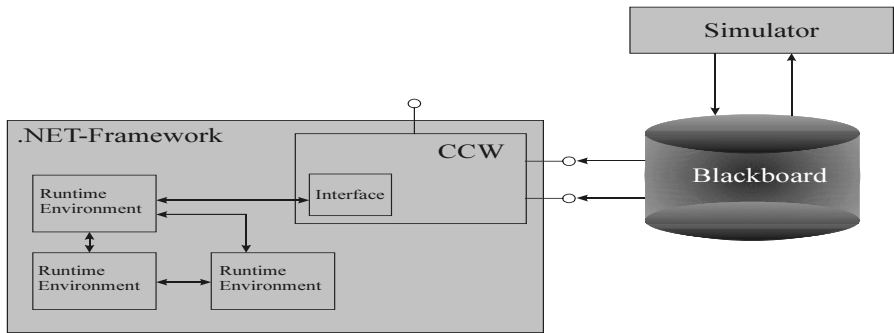 Simulator
.NET-Framework
CCW
Blackboard
Runtime
Environment
Interface
Runtime
Environment
Runtime
Environment